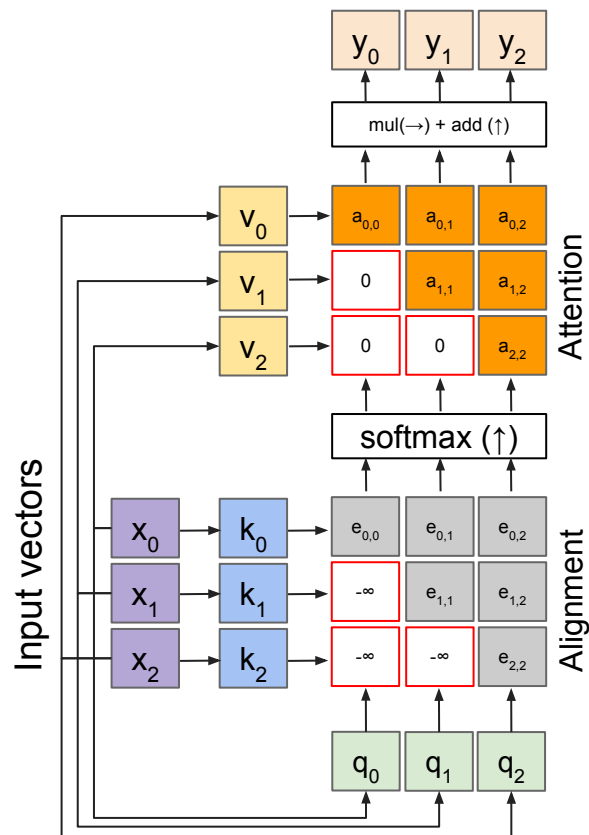 y0 y1 y2
mul(→) + add (↑)
v0 a0,0 a0,1 a0,2
v1 0 a1,1 a1,2
v2 0 0 a2,2
Attention
softmax (↑)
Input vectors
x0 k0 e0,0 e0,1 e0,2
x1 k1 -∞ e1,1 e1,2
x2 k2 -∞ -∞ e2,2
Alignment
q0 q1 q2